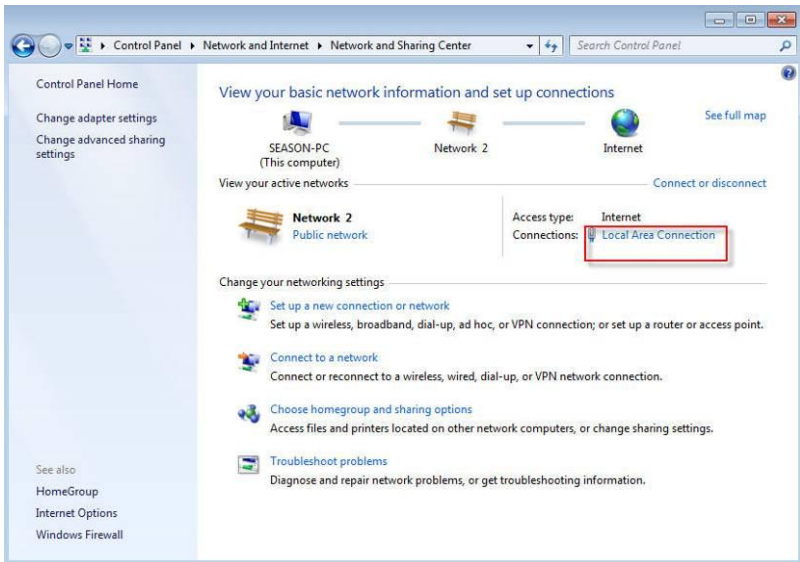 Control Panel ▸ Network and Internet ▸ Network and Sharing Center
Search Control Panel
Control Panel Home
Change adapter settings
Change advanced sharing
settings
View your basic network information and set up connections
See full map
SEASON-PC
(This computer)
Network 2
Internet
View your active networks
Connect or disconnect
Network 2
Public network
Access type: Internet
Connections: Local Area Connection
Change your networking settings
Set up a new connection or network
Set up a wireless, broadband, dial-up, ad hoc, or VPN connection; or set up a router or access point.
Connect to a network
Connect or reconnect to a wireless, wired, dial-up, or VPN network connection.
Choose homegroup and sharing options
Access files and printers located on other network computers, or change sharing settings.
Troubleshoot problems
Diagnose and repair network problems, or get troubleshooting information.
See also
HomeGroup
Internet Options
Windows Firewall